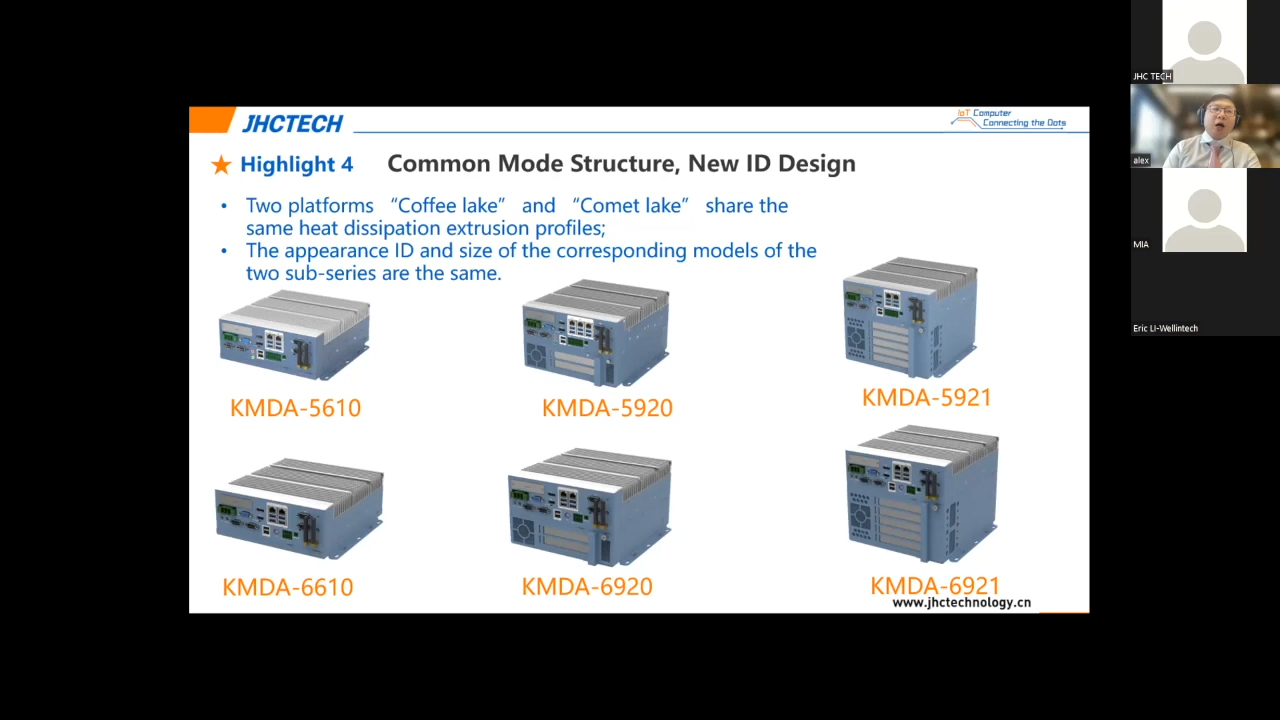 JHCTECH
IoT Computer
Connecting the Dots
Highlight 4 Common Mode Structure, New ID Design
• Two platforms “Coffee lake” and “Comet lake” share the
same heat dissipation extrusion profiles;
• The appearance ID and size of the corresponding models of the
two sub-series are the same.
KMDA-5610
KMDA-5920
KMDA-5921
KMDA-6610
KMDA-6920
KMDA-6921
www.jhctechnology.cn
JHC TECH
alex
MIA
Eric Li-Wellintech